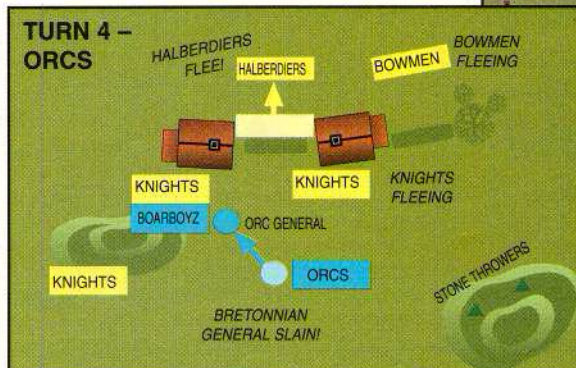 TURN 4 –
ORCS
HALBERDIERS
FLEE!
HALBERDIERS
BOWMEN
BOWMEN
FLEEING
KNIGHTS
KNIGHTS
KNIGHTS
FLEEING
BOARBOYZ
ORC GENERAL
KNIGHTS
ORCS
STONE THROWERS
BRETONNIAN
GENERAL SLAIN!